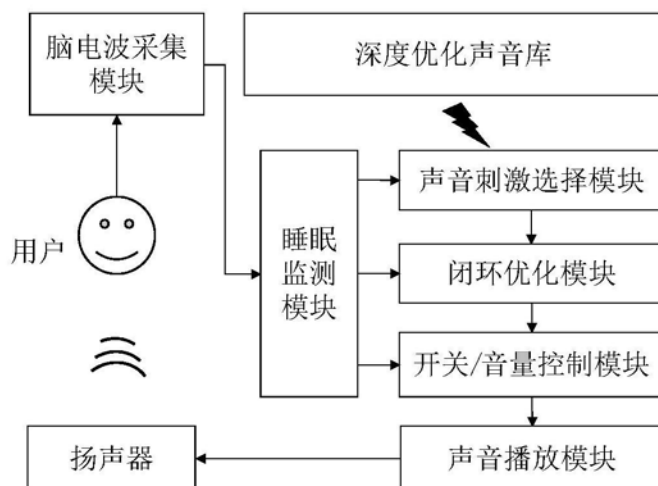 脑电波采集
模块
深度优化声音库
声音刺激选择模块
用户
睡眠
监测
模块
闭环优化模块
开关/音量控制模块
扬声器
声音播放模块